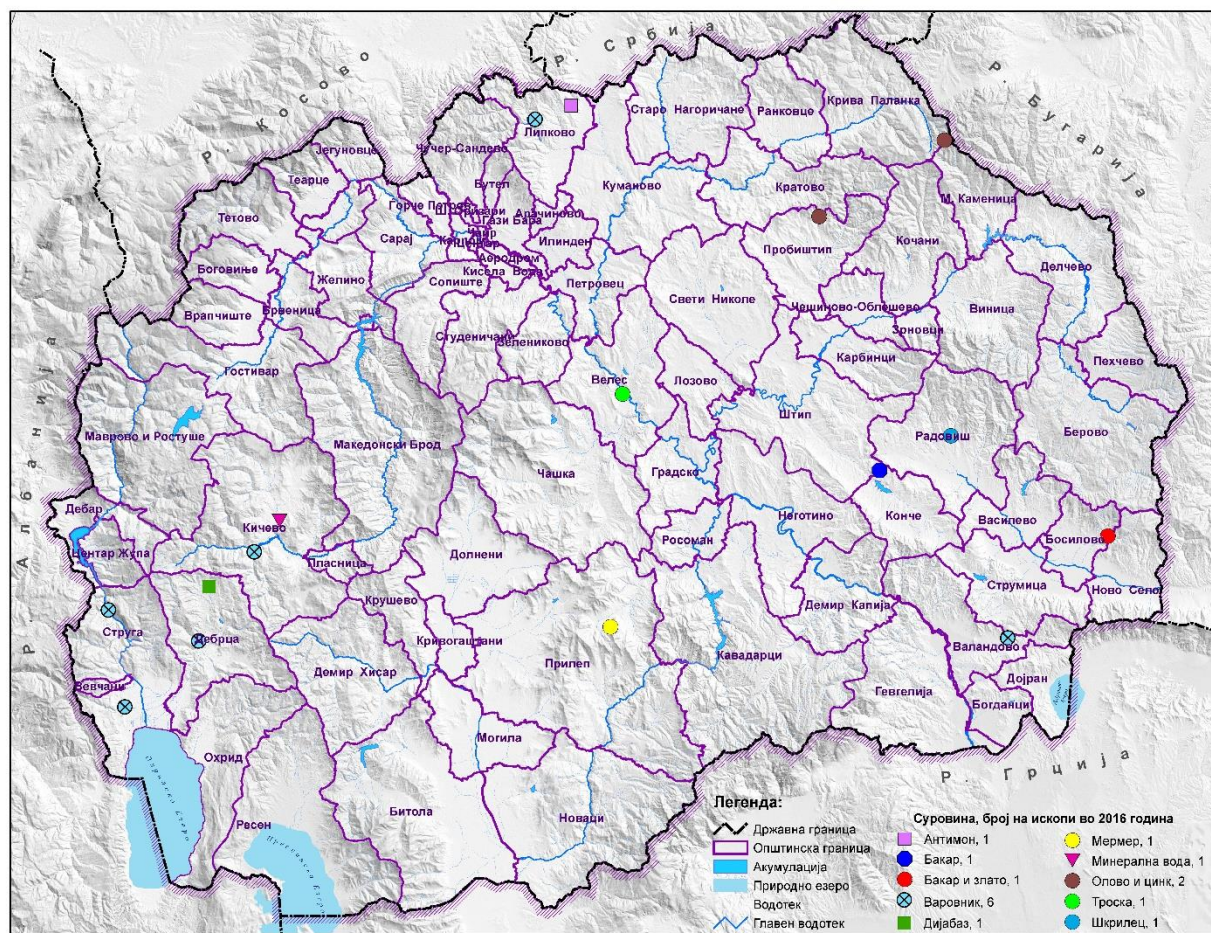 Р. Србија
Р. Косово
Р. Бугарија
Р. Албанија
Р. Грција
Старо Нагоричане
Ранковце
Крива Паланка
Липково
Чучер-Сандево
Јегуновце
Теарце
Бутел
Куманово
Кратово
М. Каменица
Тетово
Арачиново
Гази Баба
Сарај
Илинден
Пробиштип
Кочани
Аеродром
Кисела Вода
Боговиње
Желино
Сопиште
Петровец
Свети Николе
Делчево
Врапчиште
Брвеница
Чешиново-Облешево
Виница
Студеничани
Зелениково
Зрновци
Карбинци
Пехчево
Гостивар
Велес
Лозово
Штип
Маврово и Ростуше
Македонски Брод
Радовиш
Берово
Чашка
Градско
Дебар
Кичево
Неготино
Конче
Василево
Босилово
Центар Жупа
Пласница
Долнени
Росоман
Струмица
Ново Село
Крушево
Демир Капија
Струга
Дебрца
Кривогаштани
Валандово
Демир Хисар
Прилеп
Кавадарци
Дојран
Вевчани
Гевгелија
Богданци
Охрид
Могила
Ресен
Битола
Новаци
Охридско Езеро
Преспанско Езеро
Легенда:
Државна граница
Општинска граница
Акумулација
Природно езеро
Водотек
Главен водотек
Суровина, број на ископи во 2016 година
Антимон, 1
Бакар, 1
Бакар и злато, 1
Варовник, 6
Дијабаз, 1
Мермер, 1
Минерална вода, 1
Олово и цинк, 2
Троска, 1
Шкрилец, 1